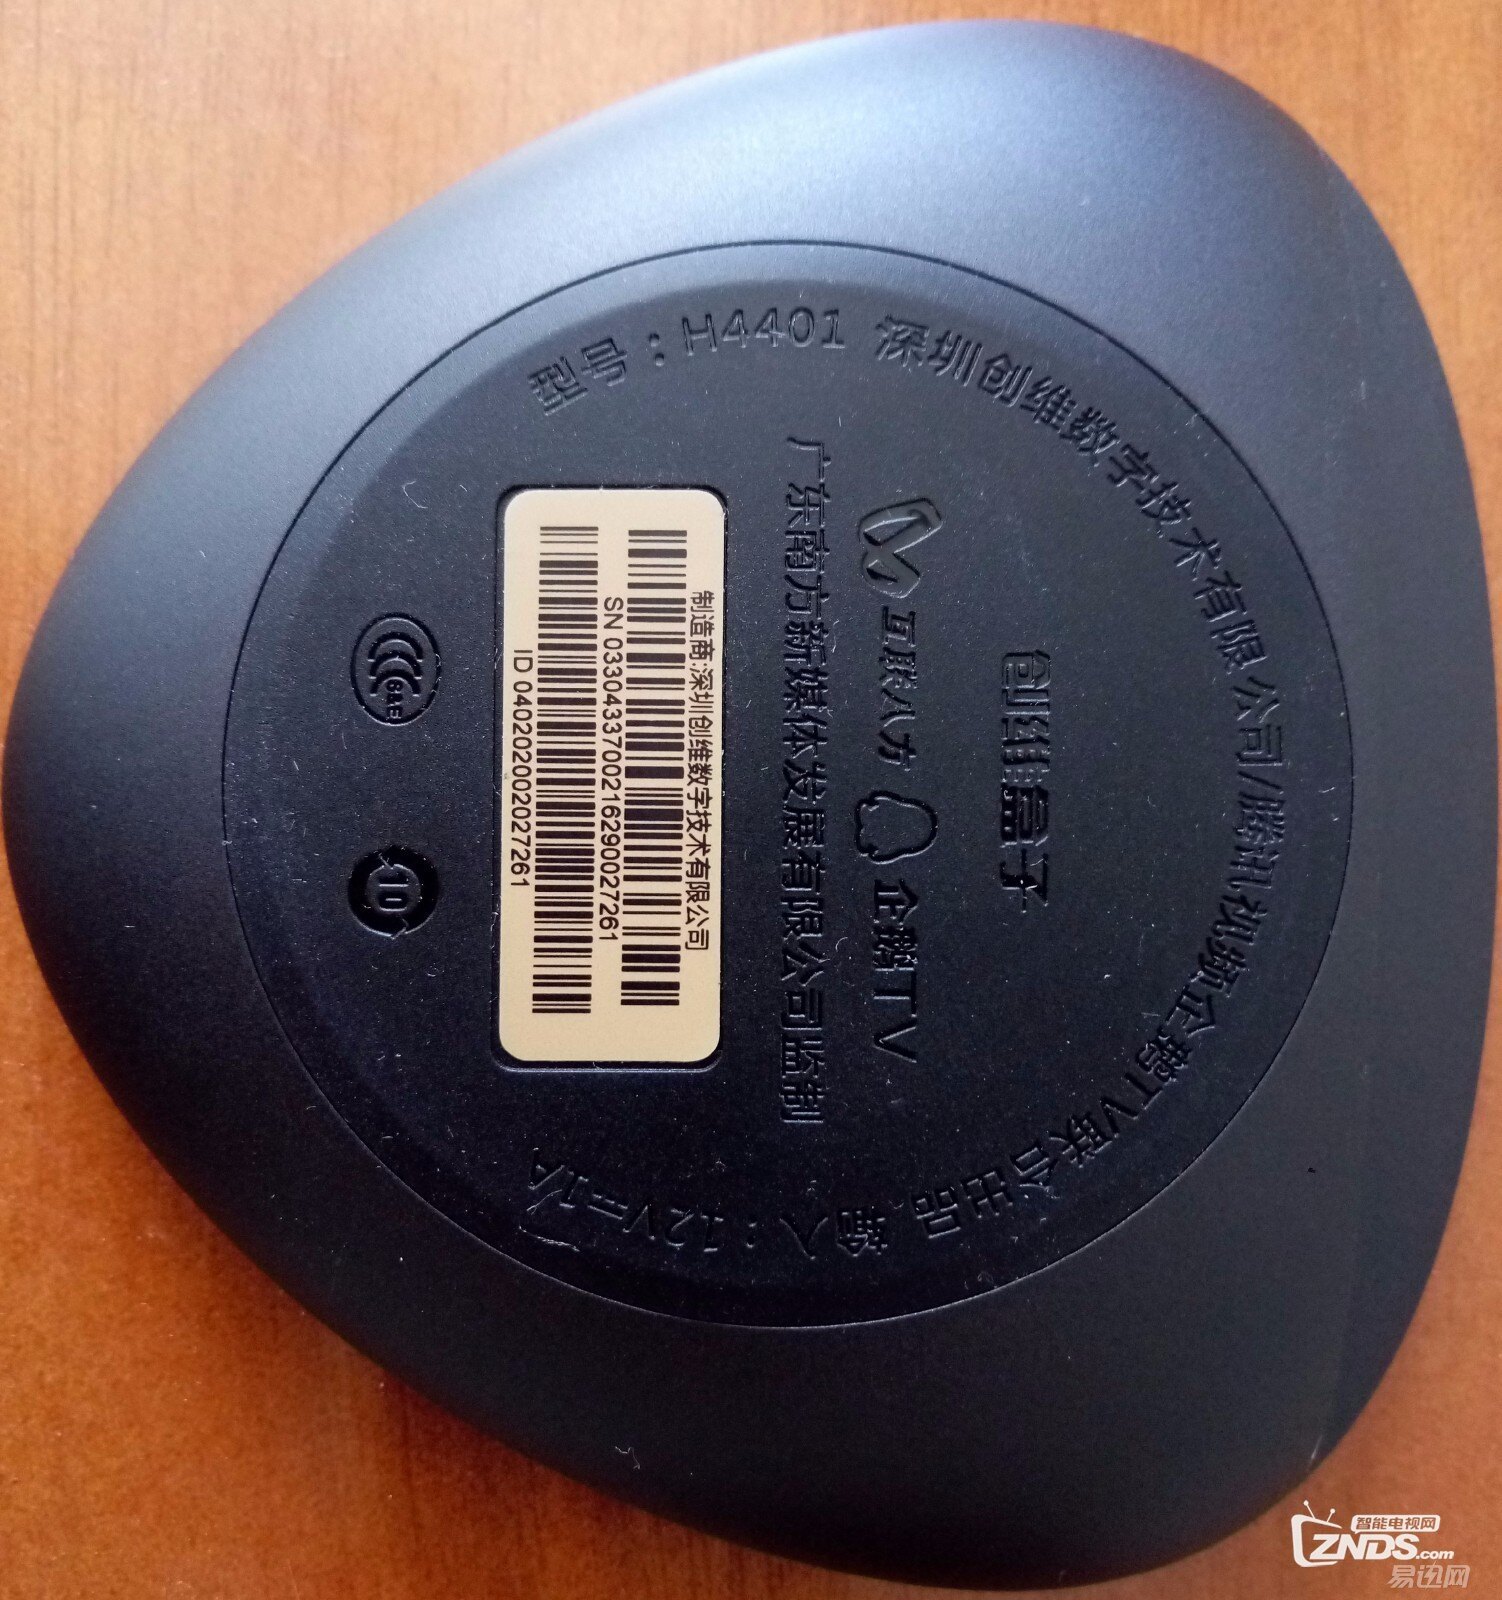 型号：H4401 深圳创维数字技术有限公司/腾讯视频企鹅TV联合出品 输入：12V=1A
创维盒子
互联八方 企鹅TV
广东南方新媒体发展有限公司监制
制造商:深圳创维数字技术有限公司
SN 0330433700216290027261
ID 0402020020027261
S&E
10
智能电视网
ZNDS.com
易迅网